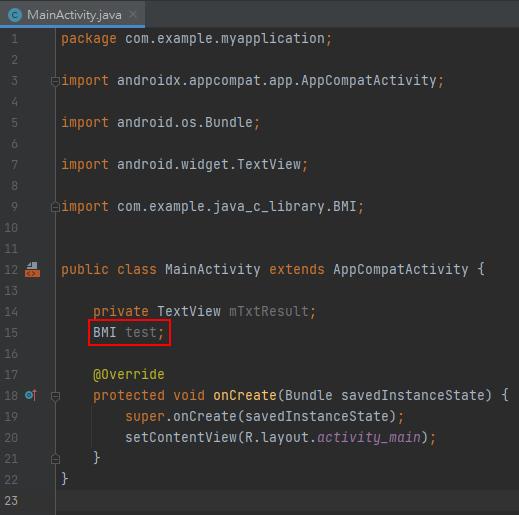 MainActivity.java
1 package com.example.myapplication;
2
3 import androidx.appcompat.app.AppCompatActivity;
4
5 import android.os.Bundle;
6
7 import android.widget.TextView;
8
9 import com.example.java_c_library.BMI;
10
11
12 public class MainActivity extends AppCompatActivity {
13
14 private TextView mTxtResult;
15 BMI test;
16
17 @Override
18 protected void onCreate(Bundle savedInstanceState) {
19 super.onCreate(savedInstanceState);
20 setContentView(R.layout.activity_main);
21 }
22 }
23